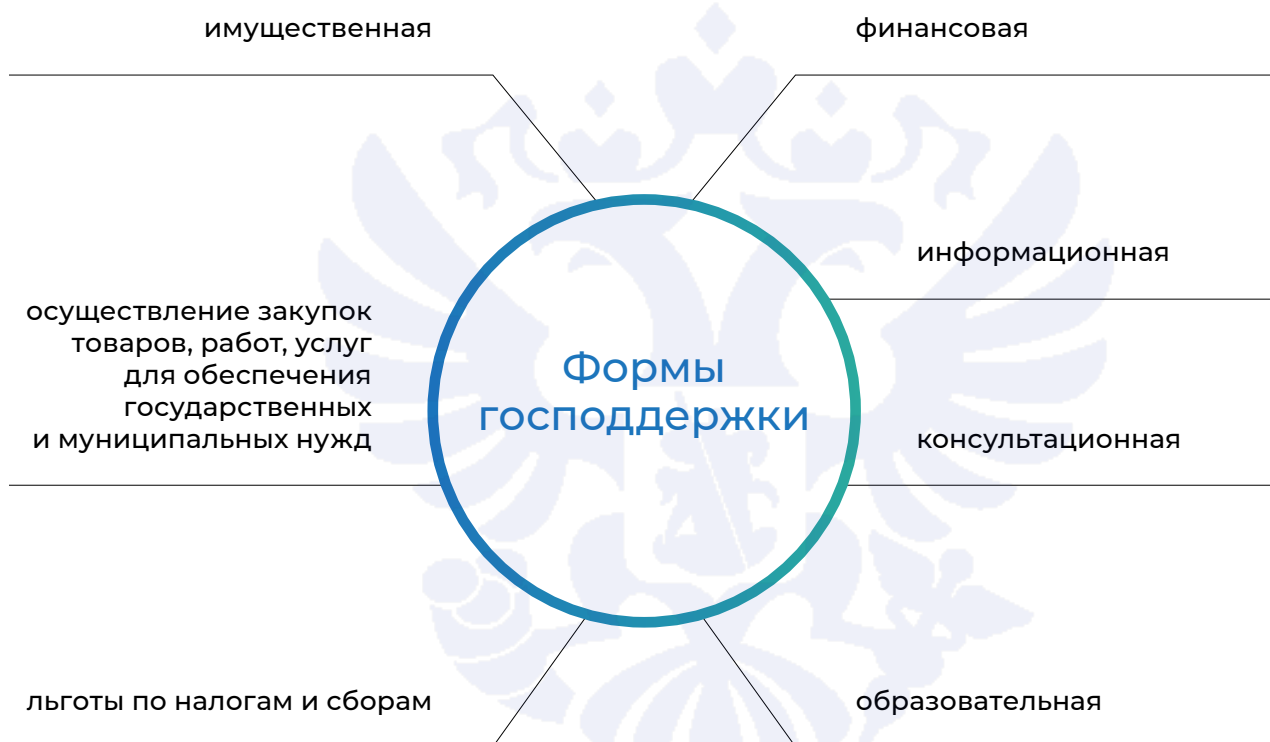 имущественная
финансовая
информационная
осуществление закупок
товаров, работ, услуг
для обеспечения
государственных
и муниципальных нужд
Формы
господдержки
консультационная
льготы по налогам и сборам
образовательная